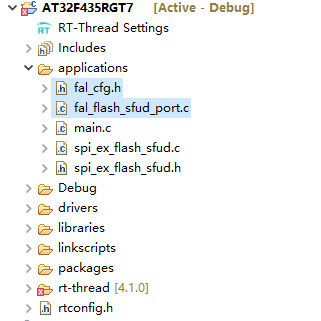 AT32F435RGT7 [Active - Debug]
RT-Thread Settings
Includes
applications
fal_cfg.h
fal_flash_sfud_port.c
main.c
spi_ex_flash_sfud.c
spi_ex_flash_sfud.h
Debug
drivers
libraries
linkscripts
packages
rt-thread [4.1.0]
rtconfig.h